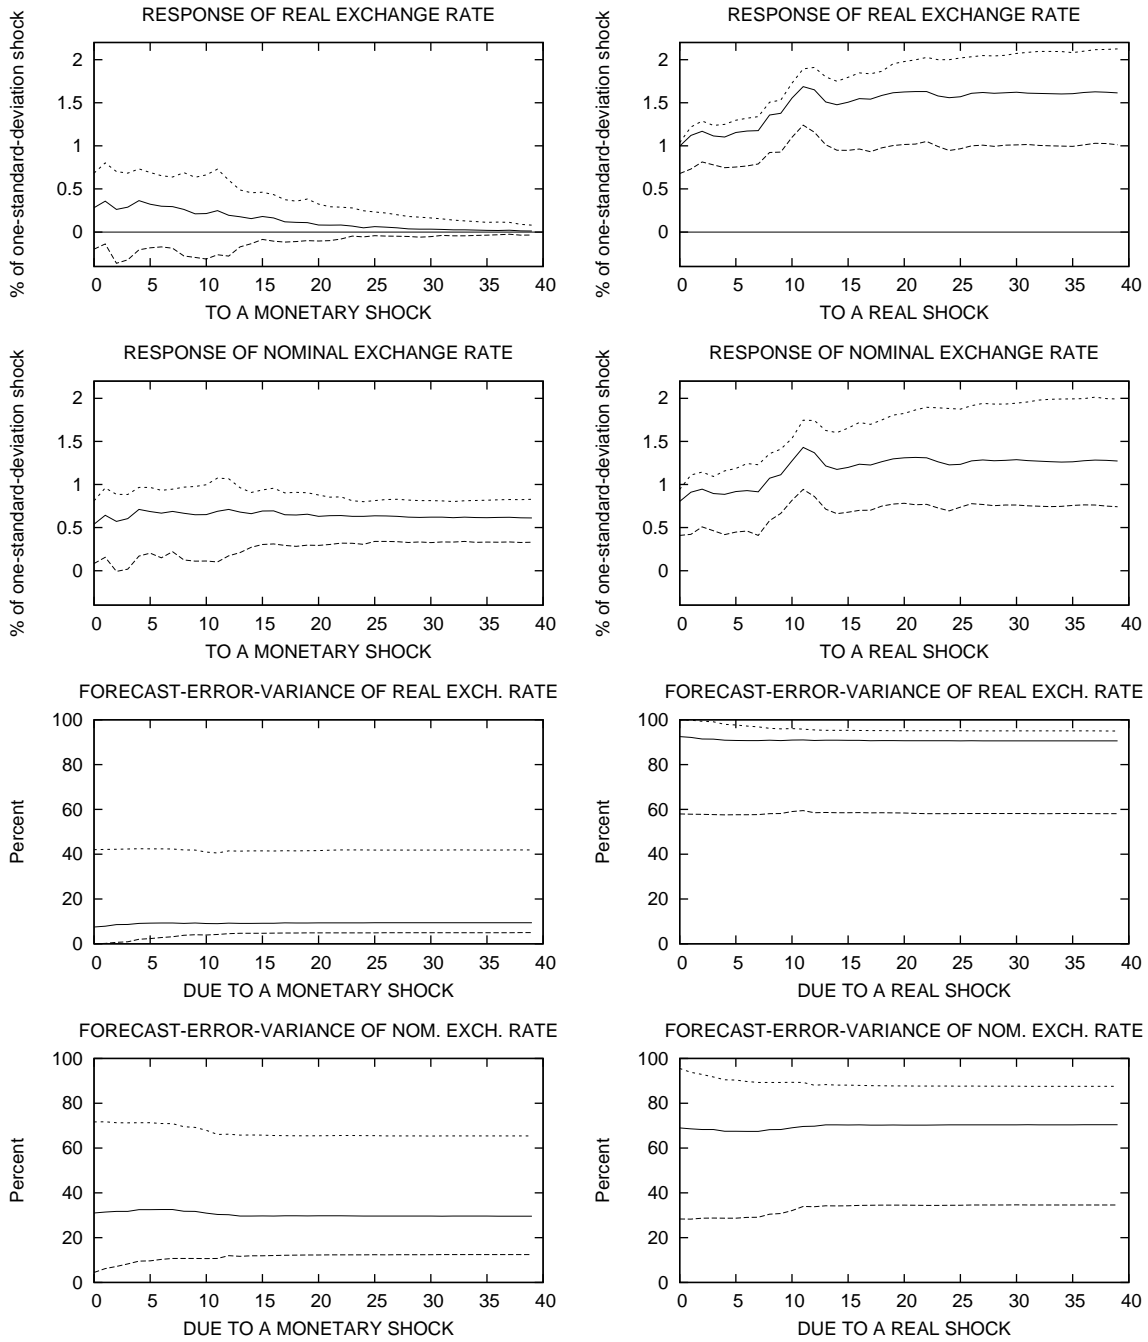 RESPONSE OF REAL EXCHANGE RATE
% of one-standard-deviation shock
2
1.5
1
0.5
0
0 5 10 15 20 25 30 35 40
TO A MONETARY SHOCK
RESPONSE OF REAL EXCHANGE RATE
% of one-standard-deviation shock
2
1.5
1
0.5
0
0 5 10 15 20 25 30 35 40
TO A REAL SHOCK
RESPONSE OF NOMINAL EXCHANGE RATE
% of one-standard-deviation shock
2
1.5
1
0.5
0
0 5 10 15 20 25 30 35 40
TO A MONETARY SHOCK
RESPONSE OF NOMINAL EXCHANGE RATE
% of one-standard-deviation shock
2
1.5
1
0.5
0
0 5 10 15 20 25 30 35 40
TO A REAL SHOCK
FORECAST-ERROR-VARIANCE OF REAL EXCH. RATE
Percent
100
80
60
40
20
0
0 5 10 15 20 25 30 35 40
DUE TO A MONETARY SHOCK
FORECAST-ERROR-VARIANCE OF REAL EXCH. RATE
Percent
100
80
60
40
20
0
0 5 10 15 20 25 30 35 40
DUE TO A REAL SHOCK
FORECAST-ERROR-VARIANCE OF NOM. EXCH. RATE
Percent
100
80
60
40
20
0
0 5 10 15 20 25 30 35 40
DUE TO A MONETARY SHOCK
FORECAST-ERROR-VARIANCE OF NOM. EXCH. RATE
Percent
100
80
60
40
20
0
0 5 10 15 20 25 30 35 40
DUE TO A REAL SHOCK